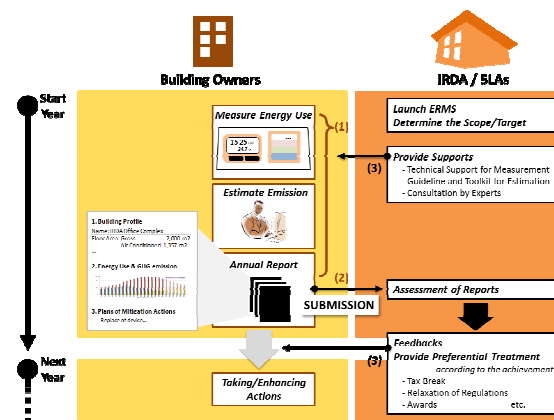 Building Owners
IRDA / 5LAs
Start
Year
Measure Energy Use
(1)
Launch ERMS
Determine the Scope/Target
Provide Supports
(3)
- Technical Support for Measurement
Guideline and Toolkit for Estimation
- Consultation by Experts
Estimate Emission
1. Building Profile
Name: IRDA Office Complex
Floor Area Gross 2,000 m2
Air Conditioned 1,357 m2
2. Energy Use & GHG emission
3. Plans of Mitigation Actions
Replace of device...
Annual Report
(2)
SUBMISSION
Assessment of Reports
Next
Year
Feedbacks
(3)
Provide Preferential Treatment
according to the achievement
- Tax Break
- Relaxation of Regulations
- Awards etc.
Taking/Enhancing
Actions